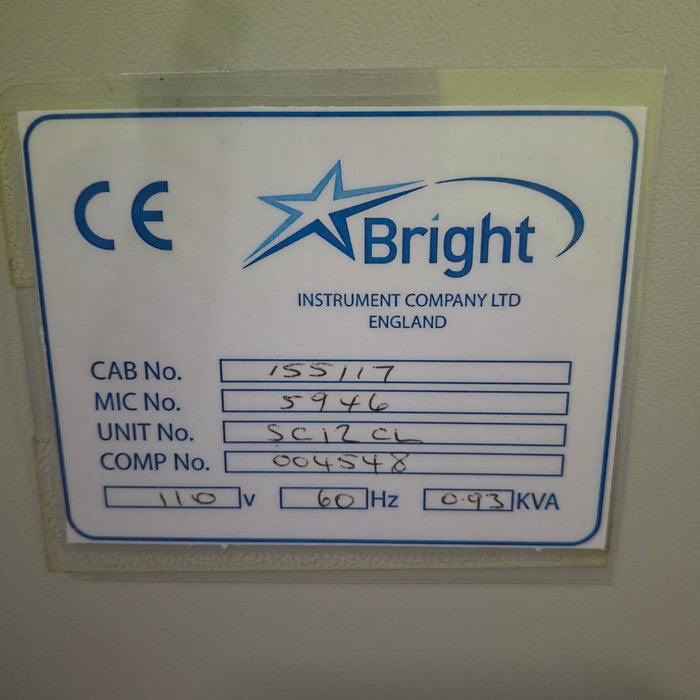 CE
Bright
INSTRUMENT COMPANY LTD
ENGLAND
CAB No. 155117
MIC No. 5946
UNIT No. SC12CL
COMP No. 004548
110 V 60 Hz 0.93 KVA